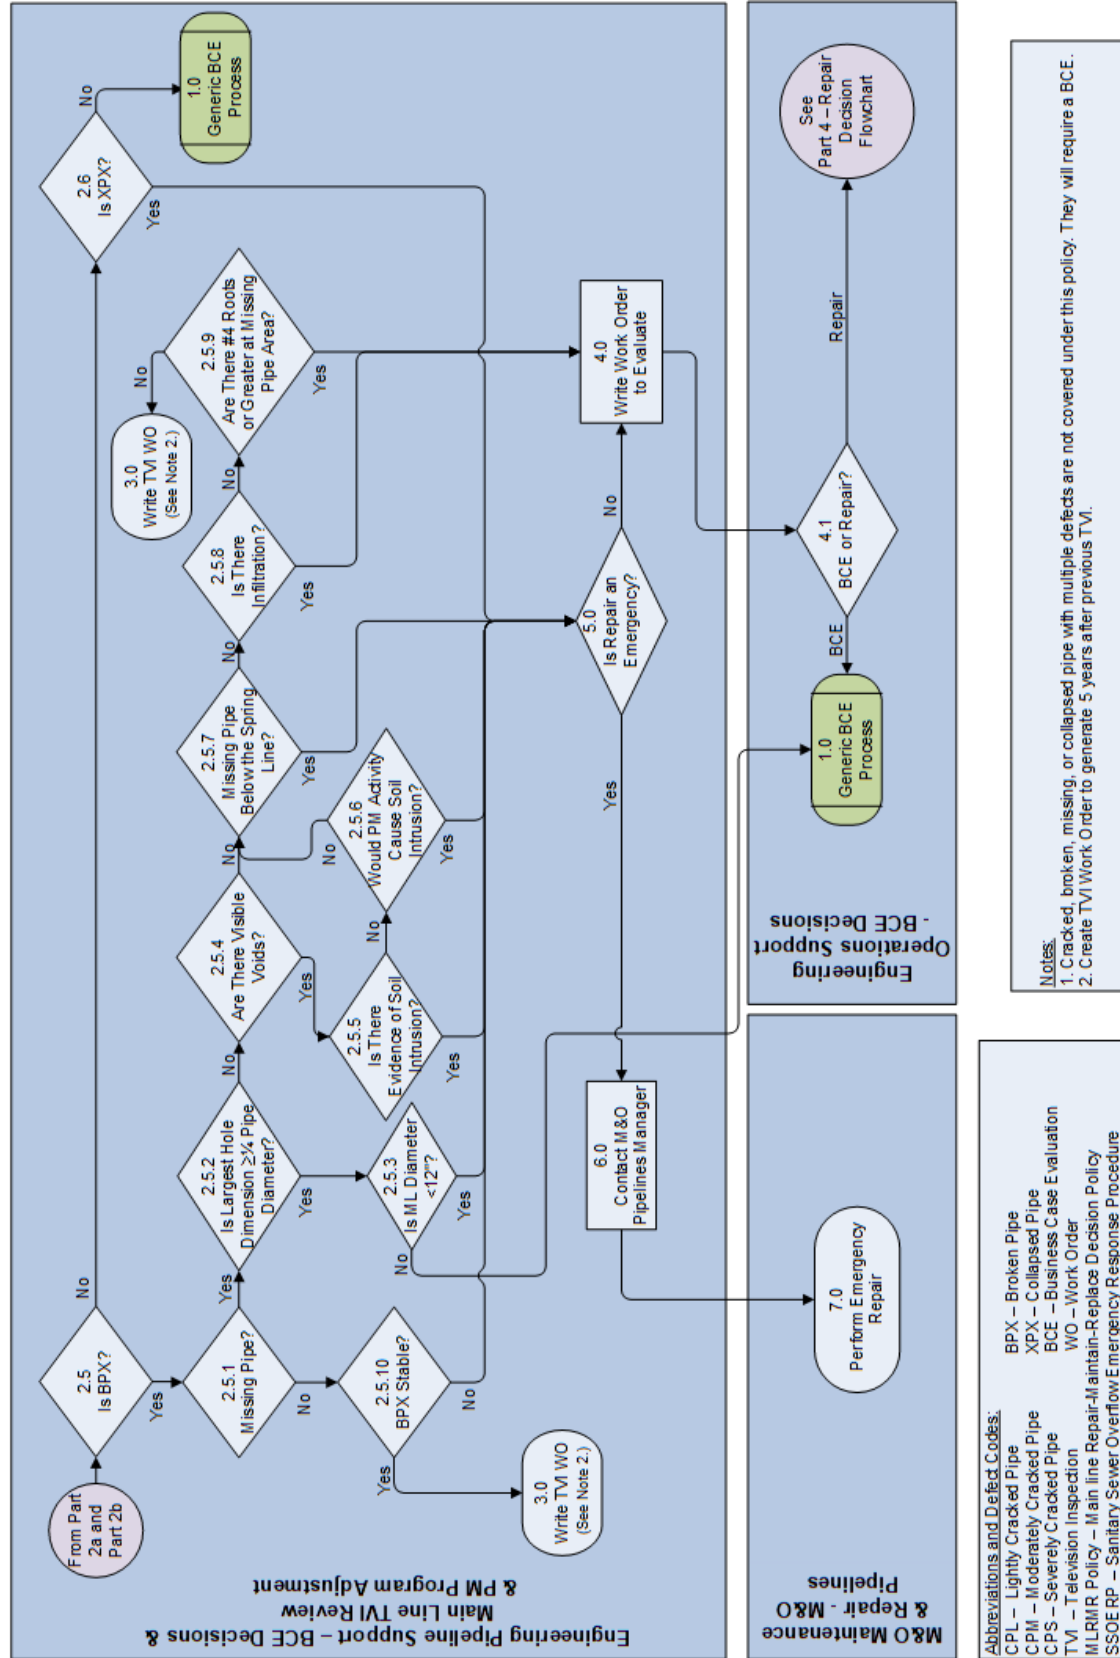 Engineering Pipeline Support – BCE Decisions &
Main Line TVI Review
& PM Program Adjustment
From Part
2a and
Part 2b
2.5
Is BPX?
No
Yes
2.6
Is XPX?
No
Yes
1.0
Generic BCE
Process
2.5.1
Missing Pipe?
Yes
No
2.5.2
Is Largest Hole
Dimension ≥¼ Pipe
Diameter?
No
Yes
2.5.3
Is ML Diameter
<12"?
No
Yes
2.5.4
Are There Visible
Voids?
No
Yes
2.5.5
Is There
Evidence of Soil
Intrusion?
No
Yes
2.5.6
Would PM Activity
Cause Soil
Intrusion?
No
Yes
2.5.7
Missing Pipe
Below the Spring
Line?
No
Yes
2.5.8
Is There
Infiltration?
No
Yes
2.5.9
Are There #4 Roots
or Greater at Missing
Pipe Area?
No
Yes
3.0
Write TVI WO
(See Note 2.)
2.5.10
BPX Stable?
Yes
No
3.0
Write TVI WO
(See Note 2.)
5.0
Is Repair an
Emergency?
Yes
No
4.0
Write Work Order
to Evaluate
6.0
Contact M&O
Pipelines Manager
M&O Maintenance
& Repair - M&O
Pipelines
7.0
Perform Emergency
Repair
Engineering
Operations Support
- BCE Decisions
1.0
Generic BCE
Process
BCE
4.1
BCE or Repair?
Repair
See
Part 4 – Repair
Decision
Flowchart
Abbreviations and Defect Codes:
CPL – Lightly Cracked Pipe BPX – Broken Pipe
CPM – Moderately Cracked Pipe XPX – Collapsed Pipe
CPS – Severely Cracked Pipe BCE – Business Case Evaluation
TVI – Television Inspection WO – Work Order
MLRMR Policy – Main line Repair-Maintain-Replace Decision Policy
SSOERP – Sanitary Sewer Overflow Emergency Response Procedure
Notes:
1. Cracked, broken, missing, or collapsed pipe with multiple defects are not covered under this policy. They will require a BCE.
2. Create TVI Work Order to generate 5 years after previous TVI.